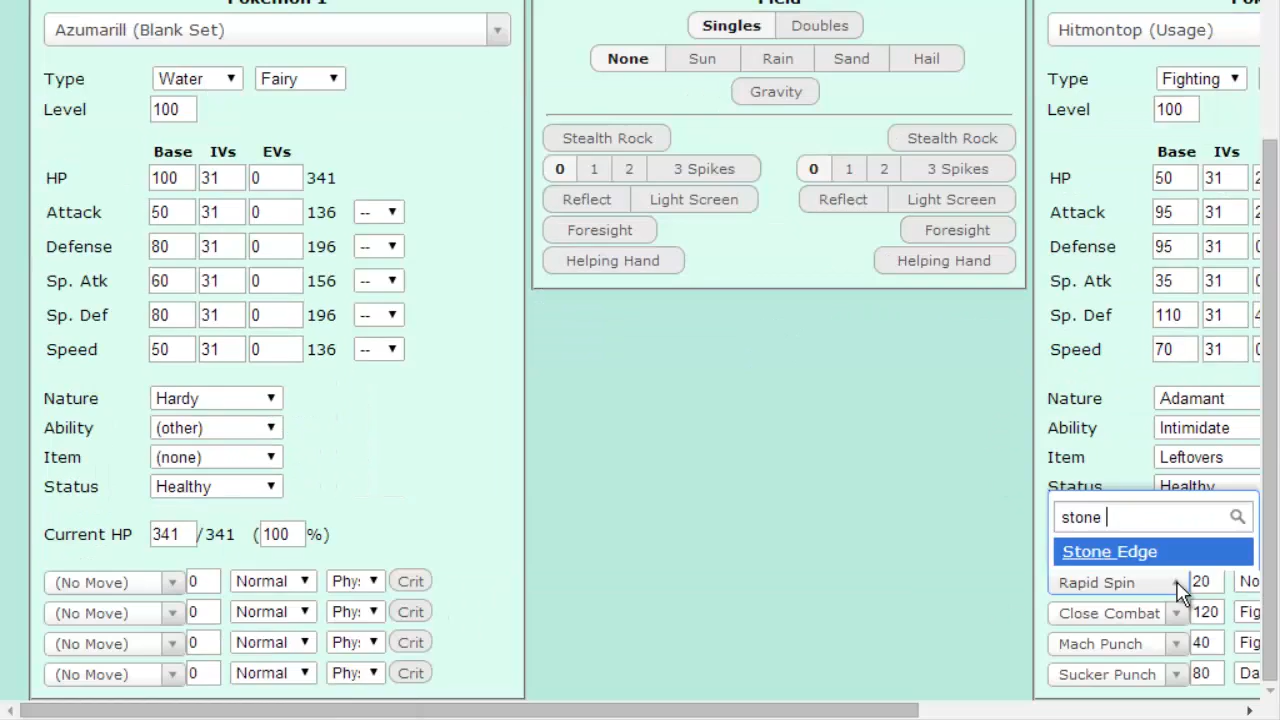 Pokémon 1
Field
Azumarill (Blank Set)
Type Water Fairy
Level 100
Base IVs EVs
HP 100 31 0 341
Attack 50 31 0 136 --
Defense 80 31 0 196 --
Sp. Atk 60 31 0 156 --
Sp. Def 80 31 0 196 --
Speed 50 31 0 136 --
Nature Hardy
Ability (other)
Item (none)
Status Healthy
Current HP 341 /341 ( 100 %)
(No Move) 0 Normal Phy: Crit
(No Move) 0 Normal Phy: Crit
(No Move) 0 Normal Phy: Crit
(No Move) 0 Normal Phy: Crit
Singles Doubles
None Sun Rain Sand Hail
Gravity
Stealth Rock Stealth Rock
0 1 2 3 Spikes 0 1 2 3 Spikes
Reflect Light Screen Reflect Light Screen
Foresight Foresight
Helping Hand Helping Hand
Hitmontop (Usage)
Type Fighting
Level 100
Base IVs
HP 50 31
Attack 95 31
Defense 95 31
Sp. Atk 35 31
Sp. Def 110 31
Speed 70 31
Nature Adamant
Ability Intimidate
Item Leftovers
Status Healthy
stone
Stone Edge
Rapid Spin 20 No
Close Combat 120 Fig
Mach Punch 40 Fig
Sucker Punch 80 Da